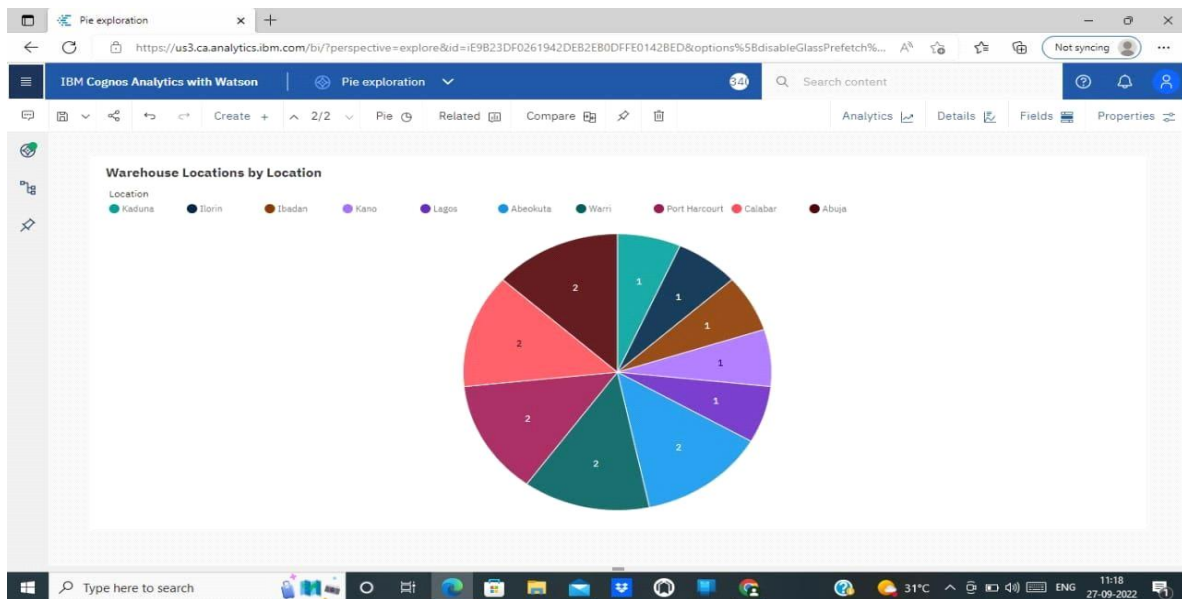 Pie exploration
https://us3.ca.analytics.ibm.com/bi/?perspective=explore&id=iE9B23DF0261942DEB2EB0DFFE0142BED&options%5BdisableGlassPrefetch%...
Not syncing
IBM Cognos Analytics with Watson
Pie exploration
Search content
Create +
2/2
Pie
Related
Compare
Analytics
Details
Fields
Properties
Warehouse Locations by Location
Location
Kaduna Ilorin Ibadan Kano Lagos Abeokuta Warri Port Harcourt Calabar Abuja
2
1
1
1
2
1
1
2
2
2
Type here to search
31°C
ENG
11:18
27-09-2022